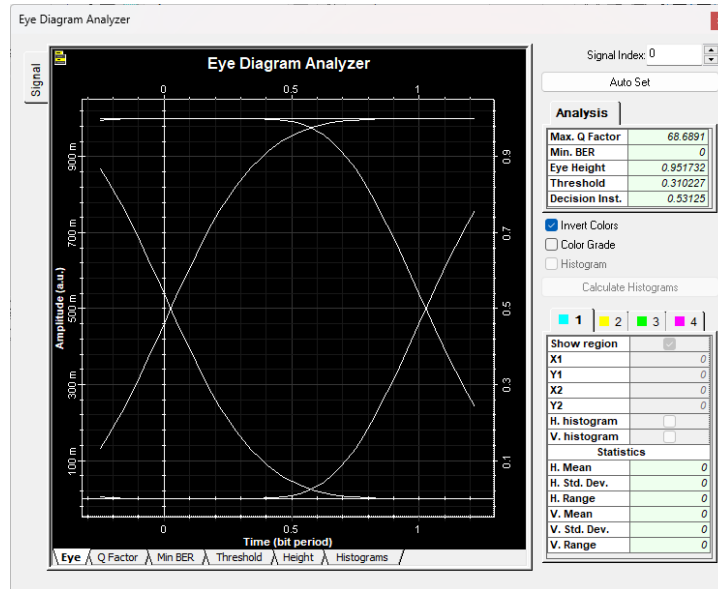 Eye Diagram Analyzer
Signal Index: 0
Auto Set
Signal
Eye Diagram Analyzer
0 0.5 1
Amplitude (a.u.)
900 m
700 m
500m
300 m
100 m
0.9
0.7
0.5
0.3
0.1
0 0.5 1
Time (bit period)
Eye Q Factor Min BER Threshold Height Histograms
Analysis
Max. Q Factor 68.6891
Min. BER 0
Eye Height 0.951732
Threshold 0.310227
Decision Inst. 0.53125
Invert Colors
Color Grade
Histogram
Calculate Histograms
1 2 3 4
Show region
X1 0
Y1 0
X2 0
Y2 0
H. histogram
V. histogram
Statistics
H. Mean 0
H. Std. Dev. 0
H. Range 0
V. Mean 0
V. Std. Dev. 0
V. Range 0